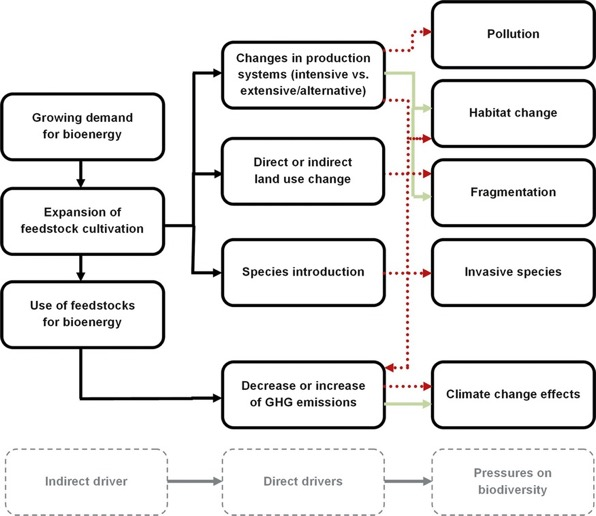 Growing demand
for bioenergy
Expansion of
feedstock cultivation
Use of feedstocks
for bioenergy
Changes in production
systems (intensive vs.
extensive/alternative)
Direct or indirect
land use change
Species introduction
Decrease or increase
of GHG emissions
Pollution
Habitat change
Fragmentation
Invasive species
Climate change effects
Indirect driver
Direct drivers
Pressures on
biodiversity